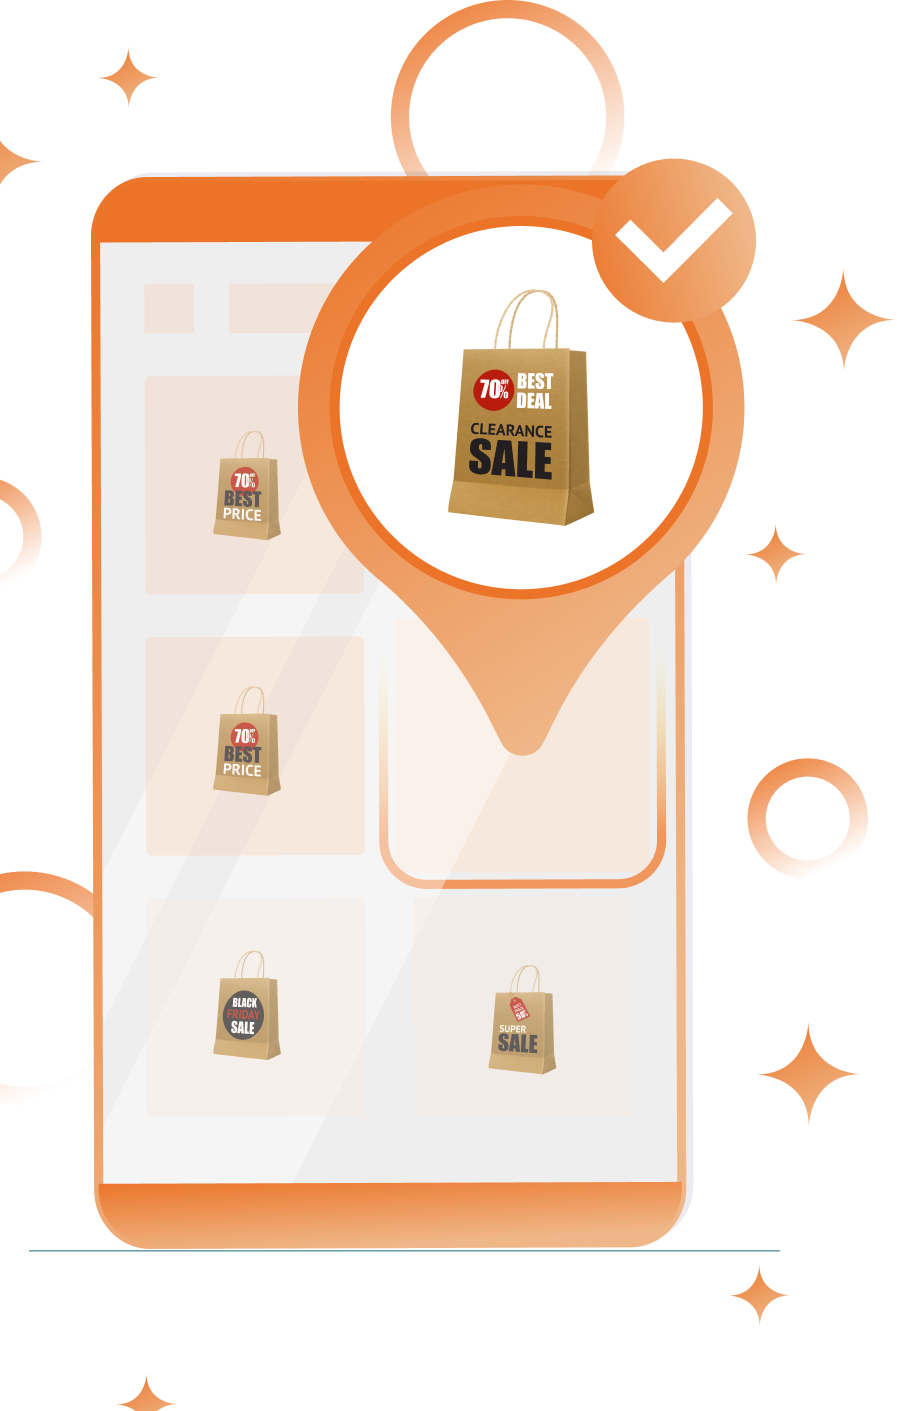 70% OFF
BEST
DEAL
CLEARANCE
SALE
70% OFF
BEST
PRICE
70% OFF
BEST
PRICE
BLACK
FRIDAY
SALE
50%
SUPER
SALE